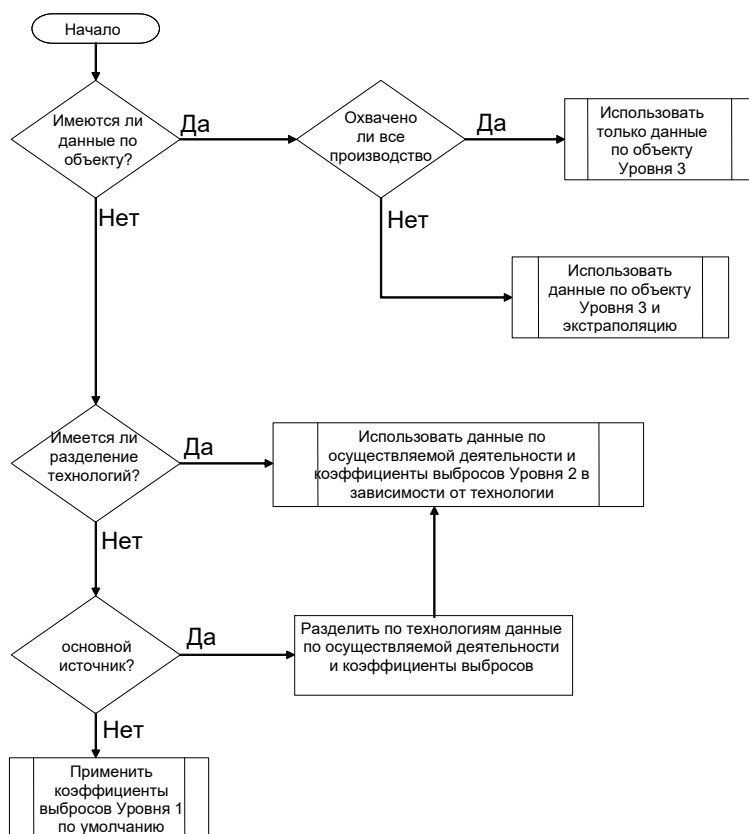 Начало
Имеются ли
данные по
объекту?
Да
Охвачено
ли все
производство
Да
Использовать
только данные
по объекту
Уровня 3
Нет
Нет
Использовать
данные по объекту
Уровня 3 и
экстраполяцию
Имеется ли
разделение
технологий?
Да
Использовать данные по
осуществляемой деятельности и
коэффициенты выбросов Уровня 2 в
зависимости от технологии
Нет
основной
источник?
Да
Разделить по технологиям данные
по осуществляемой деятельности
и коэффициенты выбросов
Нет
Применить
коэффициенты
выбросов Уровня 1
по умолчанию